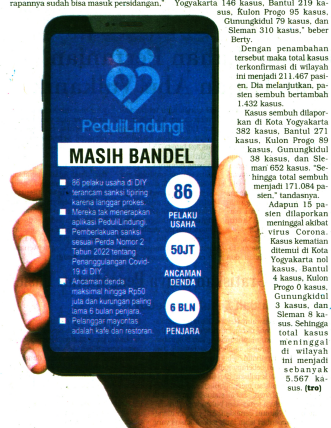 rapannya sudah bisa masuk persidangan."
Yogyakarta 146 kasus, Bantul 219 ka-
sus, Kulon Progo 95 kasus,
Gunungkidul 79 kasus, dan
Sleman 310 kasus," beber
Berty.
Dengan penambahan
tersebut maka total kasus
terkonfirmasi di wilayah
ini menjadi 211.467 pasi-
en. Dia melanjutkan, pa-
sien sembuh bertambah
1.432 kasus.
Kasus sembuh dilapor-
kan di Kota Yogyakarta
382 kasus, Bantul 271
kasus, Kulon Progo 89
kasus, Gunungkidul
38 kasus, dan Sle-
man 652 kasus. "Se-
hingga total sembuh
menjadi 171.084 pa-
sien," tandasnya.
Adapun 15 pa-
sien dilaporkan
meninggal akibat
virus Corona.
Kasus kematian
ditemui di Kota
Yogyakarta nol
kasus, Bantul
4 kasus, Kulon
Progo 0 kasus,
Gunungkidul
3 kasus, dan
Sleman 8 ka-
sus. Sehingga
total kasus
meninggal
di wilayah
ini menjadi
sebanyak
5.567 ka-
sus. (tro)
PeduliLindungi
MASIH BANDEL
86 pelaku usaha di DIY
terancam sanksi tipiring
karena langgar prokes.
Mereka tak menerapkan
aplikasi PeduliLindungi.
Pemberlakuan sanksi
sesuai Perda Nomor 2
Tahun 2022 tentang
Penanggulangan Covid-
19 di DIY.
Ancaman denda
maksimal hingga Rp50
juta dan kurungan paling
lama 6 bulan penjara.
Pelanggar mayoritas
adalah kafe dan restoran.
86
PELAKU
USAHA
50JT
ANCAMAN
DENDA
6 BLN
PENJARA